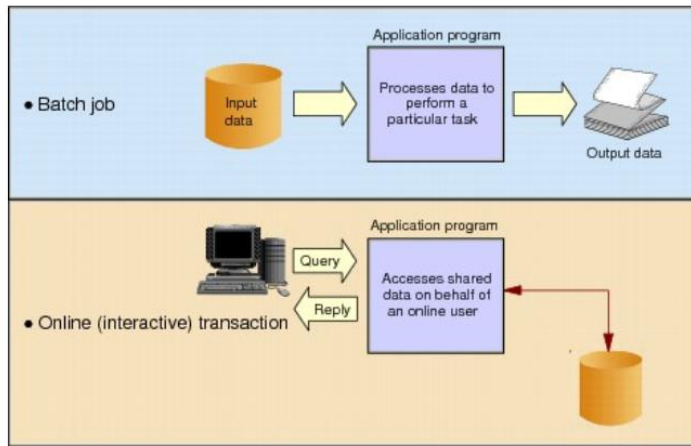 Application program
● Batch job
Input
data
Processes data to
perform a
particular task
Output data
Application program
Query
Reply
Accesses shared
data on behalf of
an online user
● Online (interactive) transaction